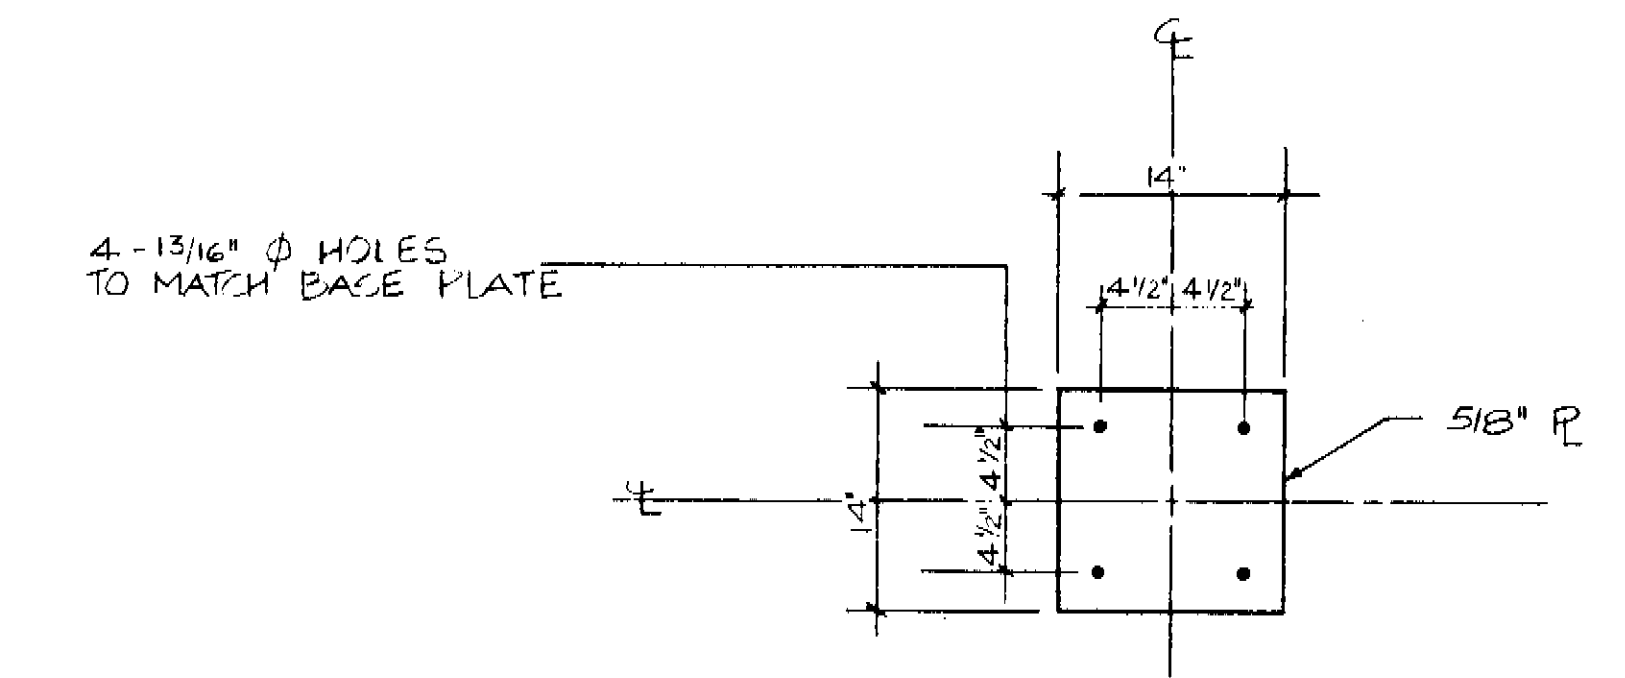 ℄
14"
4 - 13/16" ⌀ HOLES
TO MATCH BASE PLATE
4 1/2" 4 1/2"
5/8" ⅊
4 1/2"
℄
14"
4 1/2"